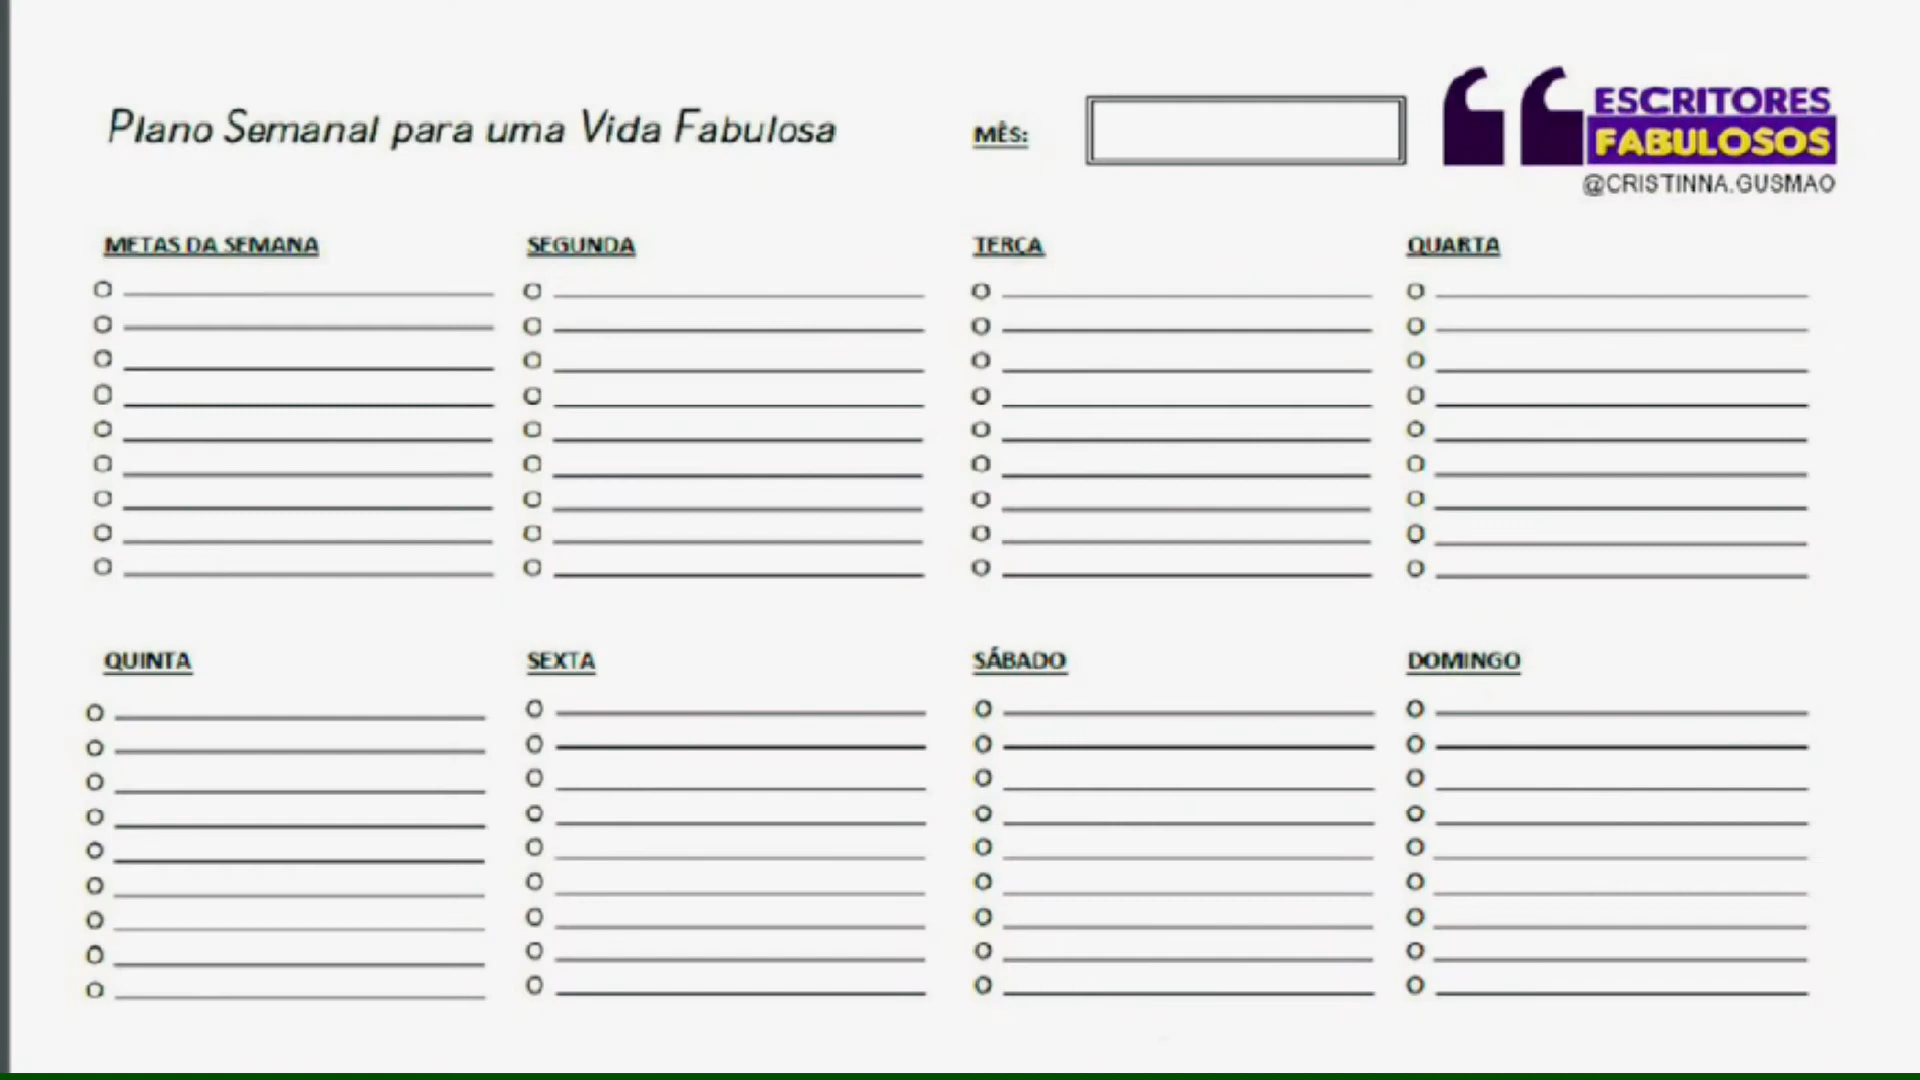 Plano Semanal para uma Vida Fabulosa
MÊS:
ESCRITORES
FABULOSOS
@CRISTINNA.GUSMAO
METAS DA SEMANA
SEGUNDA
TERÇA
QUARTA
QUINTA
SEXTA
SÁBADO
DOMINGO